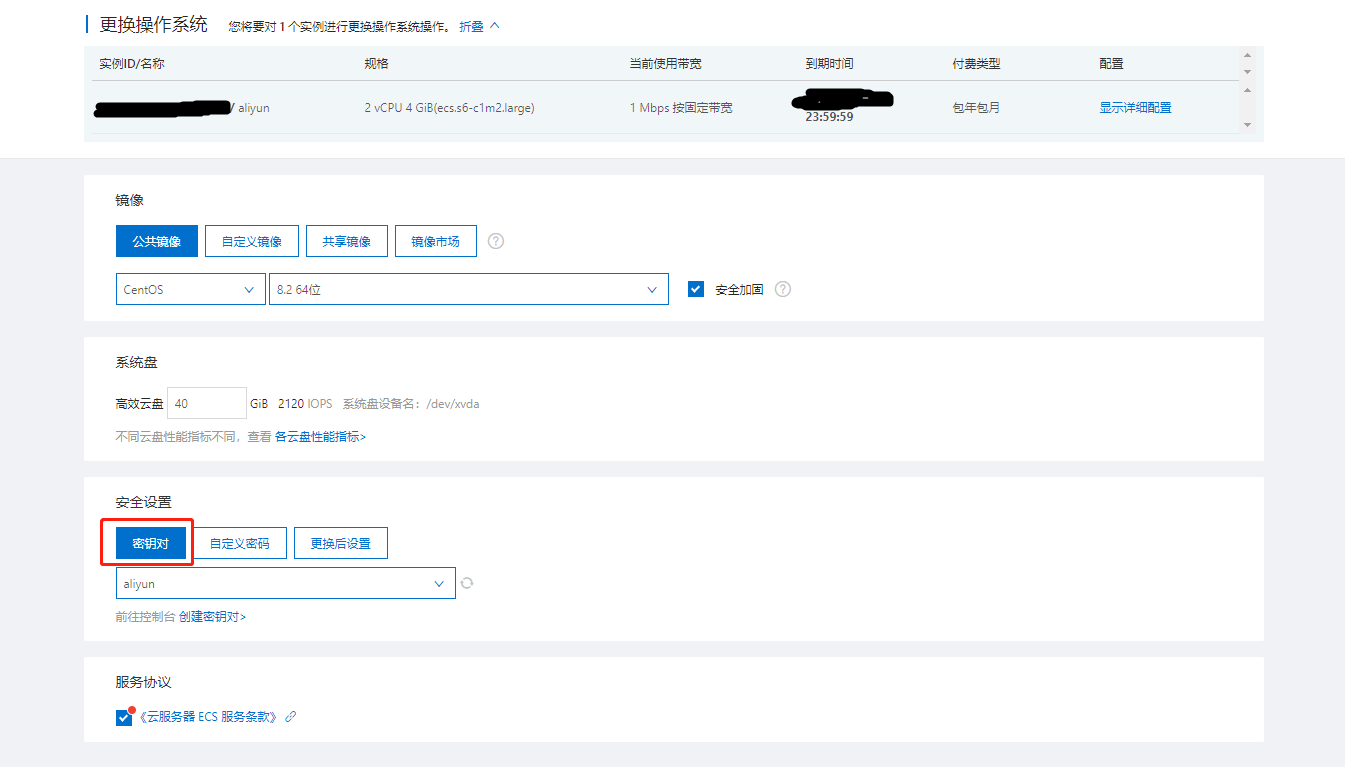 更换操作系统 您将要对 1 个实例进行更换操作系统操作。 折叠
实例ID/名称 规格 当前使用带宽 到期时间 付费类型 配置
/ aliyun 2 vCPU 4 GiB(ecs.s6-c1m2.large) 1 Mbps 按固定带宽 23:59:59 包年包月 显示详细配置
镜像
公共镜像 自定义镜像 共享镜像 镜像市场 ?
CentOS 8.2 64位 安全加固 ?
系统盘
高效云盘 40 GiB 2120 IOPS 系统盘设备名：/dev/xvda
不同云盘性能指标不同，查看 各云盘性能指标>
安全设置
密钥对 自定义密码 更换后设置
aliyun
前往控制台 创建密钥对>
服务协议
《云服务器 ECS 服务条款》